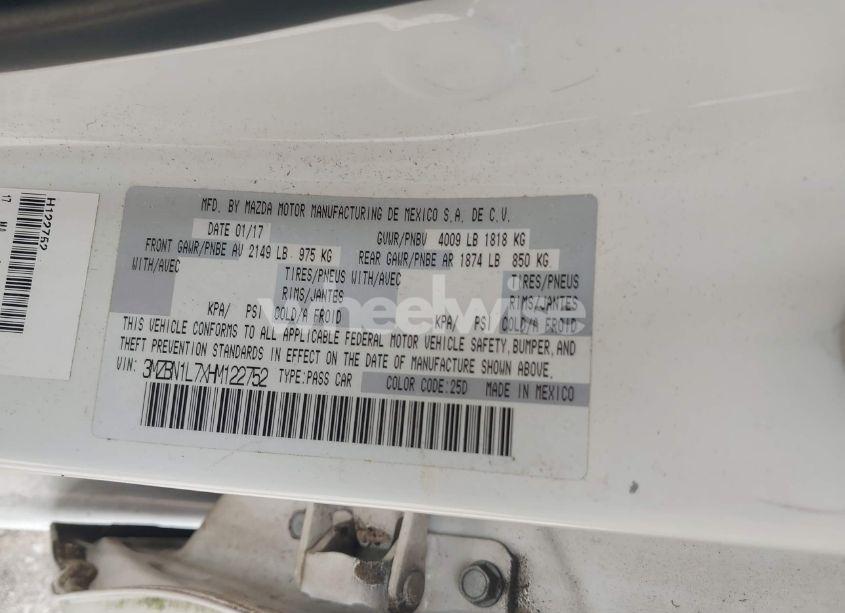 H122752
17 MA
MFD. BY MAZDA MOTOR MANUFACTURING DE MEXICO S.A. DE C.V.
DATE 01/17 GVWR/PNBV 4009 LB 1818 KG
FRONT GAWR/PNBE AV 2149 LB 975 KG REAR GAWR/PNBE AR 1874 LB 850 KG
WITH/AVEC TIRES/PNEUS WITH/AVEC TIRES/PNEUS
RIMS/JANTES RIMS/JANTES
KPA/ PSI COLD/A FROID KPA/ PSI COLD/A FROID
THIS VEHICLE CONFORMS TO ALL APPLICABLE FEDERAL MOTOR VEHICLE SAFETY, BUMPER, AND
THEFT PREVENTION STANDARDS IN EFFECT ON THE DATE OF MANUFACTURE SHOWN ABOVE.
VIN: 3MZBN1L7XHM122752 TYPE:PASS CAR COLOR CODE:25D MADE IN MEXICO
wheelwise